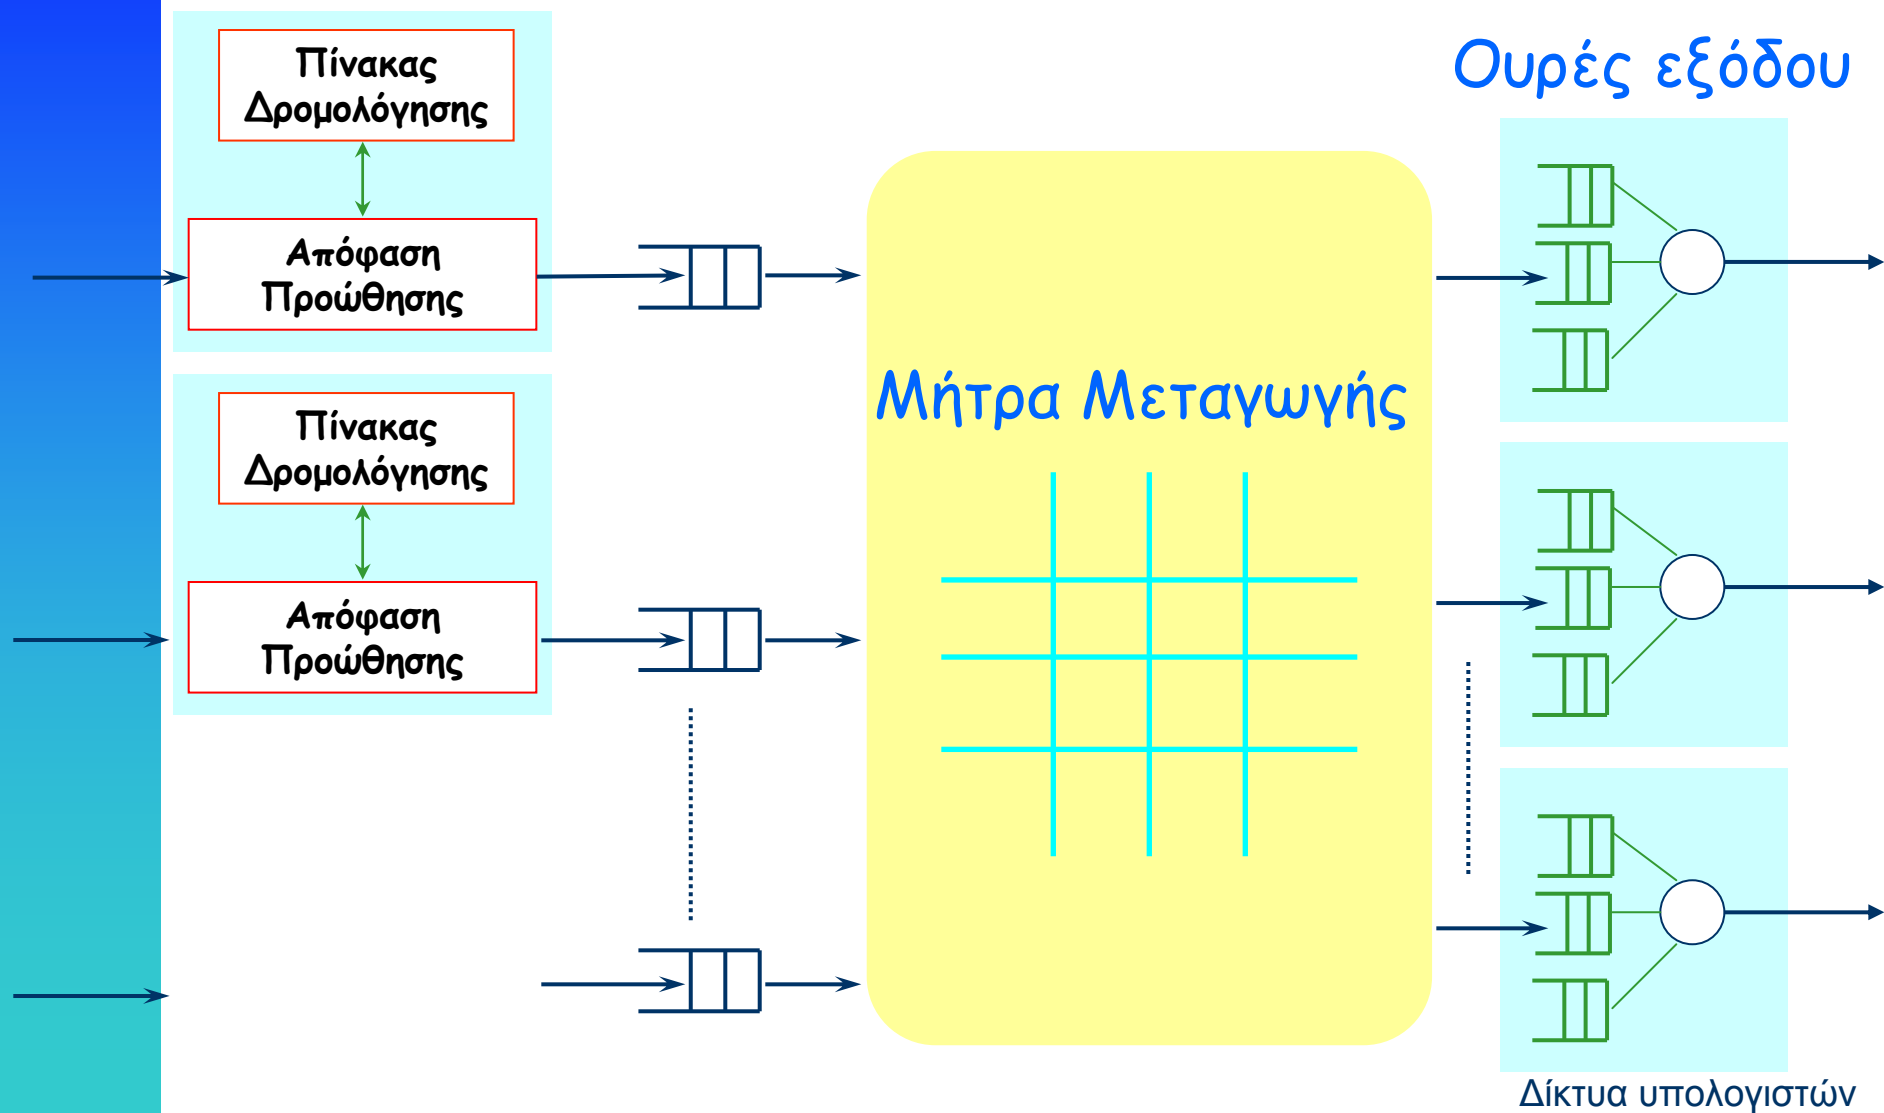 Πίνακας
Δρομολόγησης
Απόφαση
Προώθησης
Πίνακας
Δρομολόγησης
Απόφαση
Προώθησης
Μήτρα Μεταγωγής
Ουρές εξόδου
Δίκτυα υπολογιστών